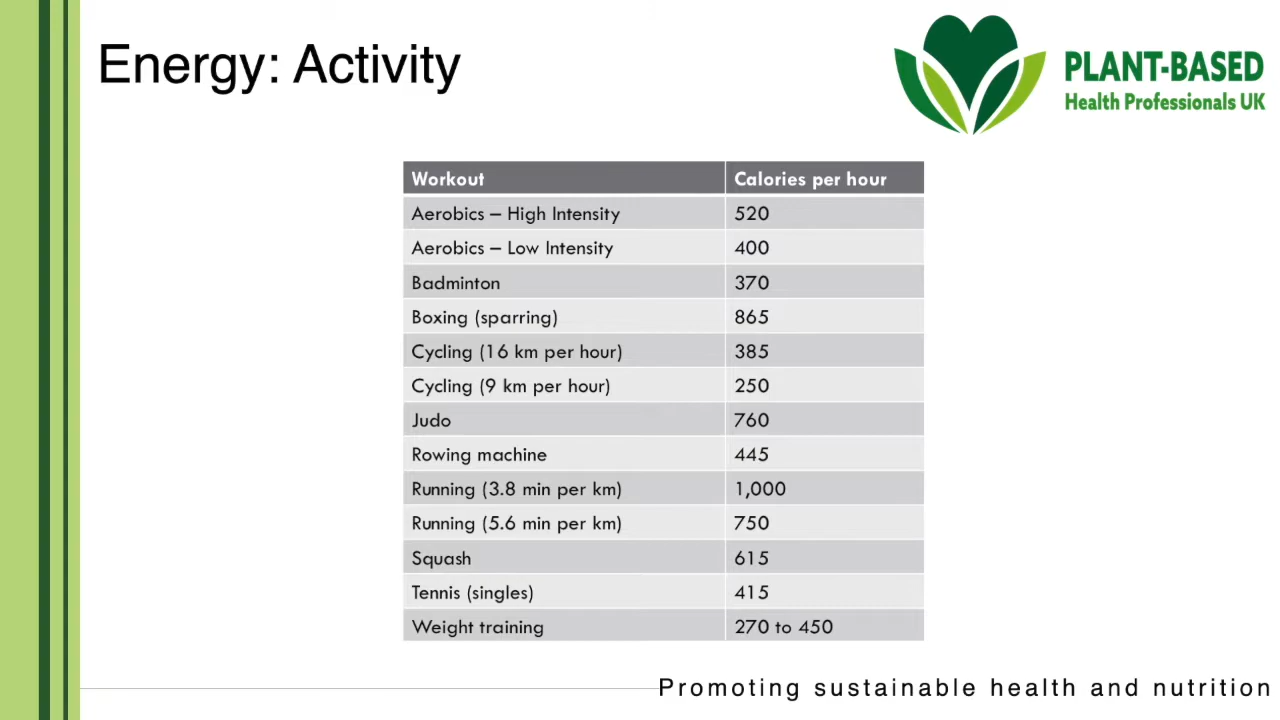 Energy: Activity
PLANT-BASED
Health Professionals UK
Workout Calories per hour
Aerobics – High Intensity 520
Aerobics – Low Intensity 400
Badminton 370
Boxing (sparring) 865
Cycling (16 km per hour) 385
Cycling (9 km per hour) 250
Judo 760
Rowing machine 445
Running (3.8 min per km) 1,000
Running (5.6 min per km) 750
Squash 615
Tennis (singles) 415
Weight training 270 to 450
Promoting sustainable health and nutrition